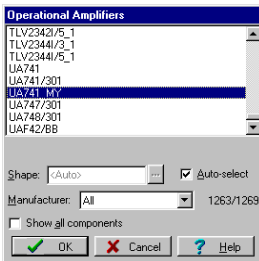 Operational Amplifiers
TLV2342I/5_1
TLV2344I/3_1
TLV2344I/5_1
UA741
UA741/301
UA741_MY
UA747/301
UA748/301
UAF42/BB
Shape: <Auto> ... Auto-select
Manufacturer: All 1263/1269
Show all components
OK Cancel ? Help